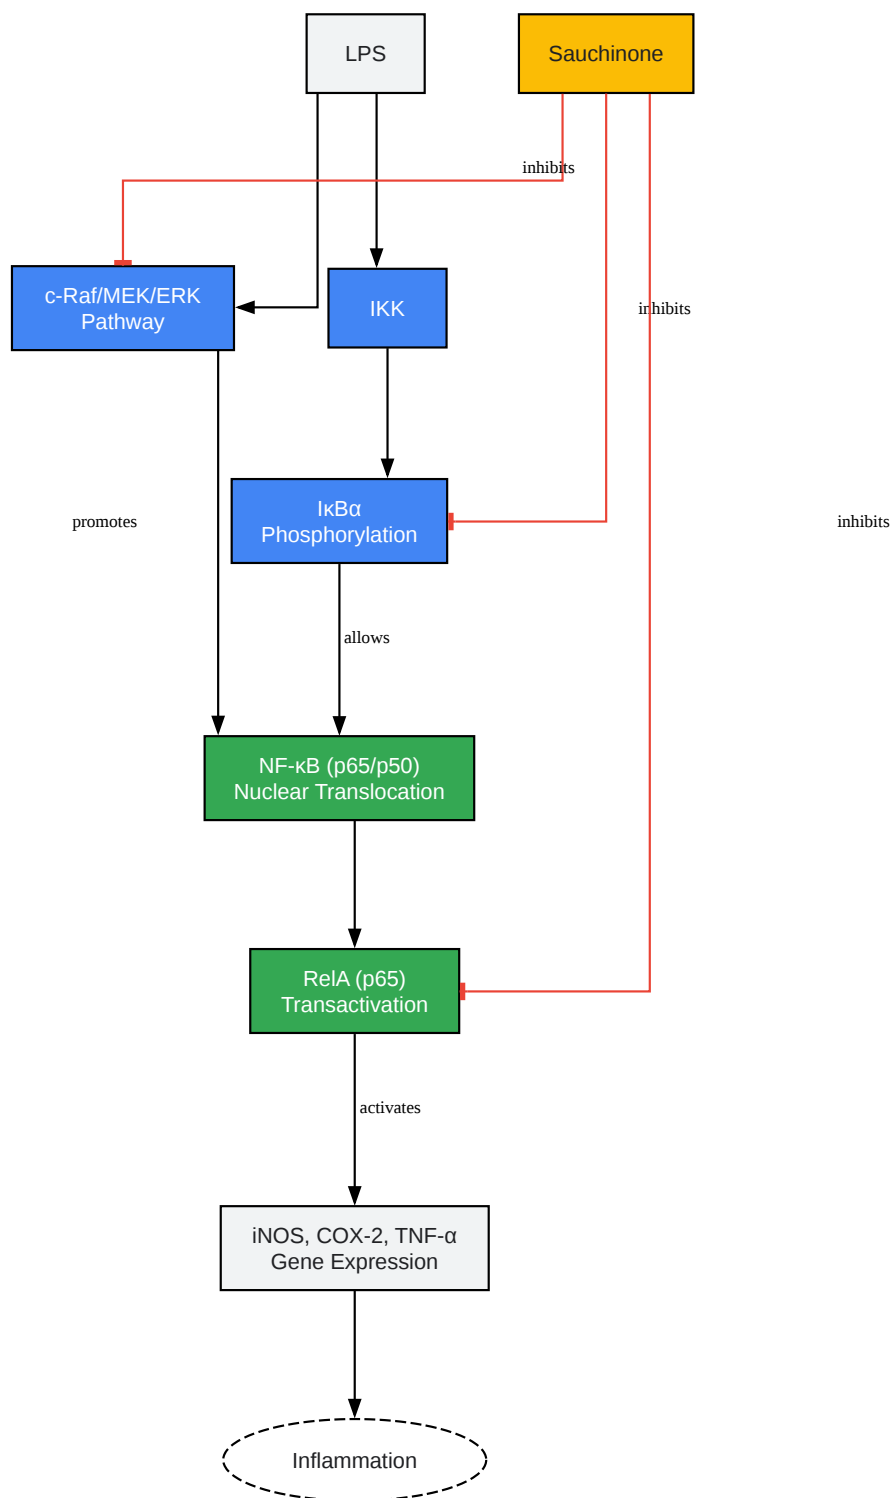 LPS
Sauchinone
inhibits
c-Raf/MEK/ERK
Pathway
IKK
inhibits
IκBα
Phosphorylation
promotes
inhibits
allows
NF-κB (p65/p50)
Nuclear Translocation
RelA (p65)
Transactivation
activates
iNOS, COX-2, TNF-α
Gene Expression
Inflammation